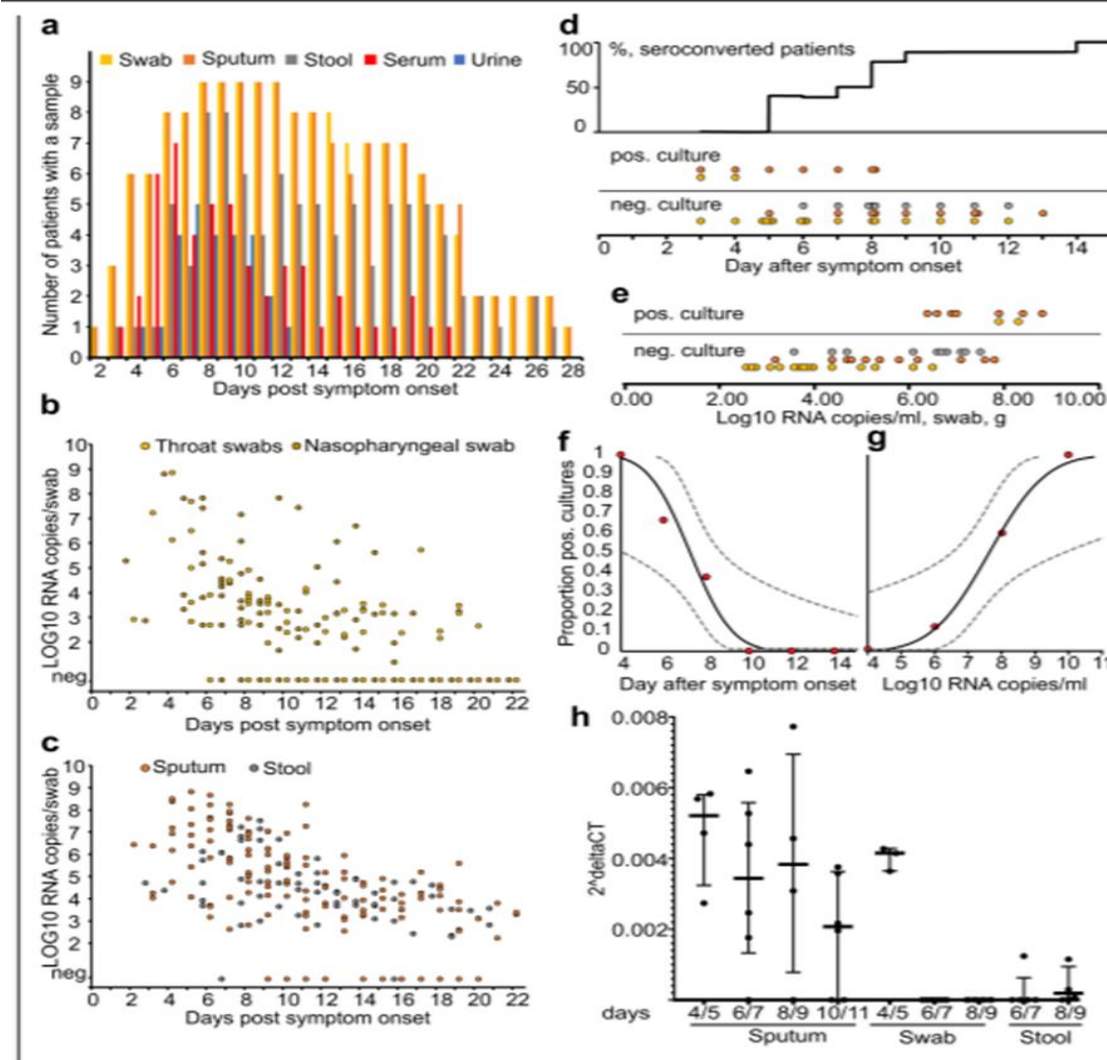 a
Swab Sputum Stool Serum Urine
Number of patients with a sample
9
8
7
6
5
4
3
2
1
0
2 4 6 8 10 12 14 16 18 20 22 24 26 28
Days post symptom onset
b
Throat swabs Nasopharyngeal swab
LOG10 RNA copies/swab
10
9
8
7
6
5
4
3
2
neg
0 2 4 6 8 10 12 14 16 18 20 22
Days post symptom onset
c
Sputum Stool
LOG10 RNA copies/swab
10
9
8
7
6
5
4
3
2
neg
0 2 4 6 8 10 12 14 16 18 20 22
Days post symptom onset
d
%, seroconverted patients
100
50
0
pos. culture
neg. culture
0 2 4 6 8 10 12 14
Day after symptom onset
e
pos. culture
neg. culture
0.00 2.00 4.00 6.00 8.00 10.00
Log10 RNA copies/ml, swab, g
f
Proportion pos. cultures
1
0.9
0.8
0.7
0.6
0.5
0.4
0.3
0.2
0.1
0
4 6 8 10 12 14
Day after symptom onset
g
4 5 6 7 8 9 10 11
Log10 RNA copies/ml
h
2^deltaCT
0.008
0.006
0.004
0.002
days 4/5 6/7 8/9 10/11 4/5 6/7 8/9 6/7 8/9
Sputum Swab Stool